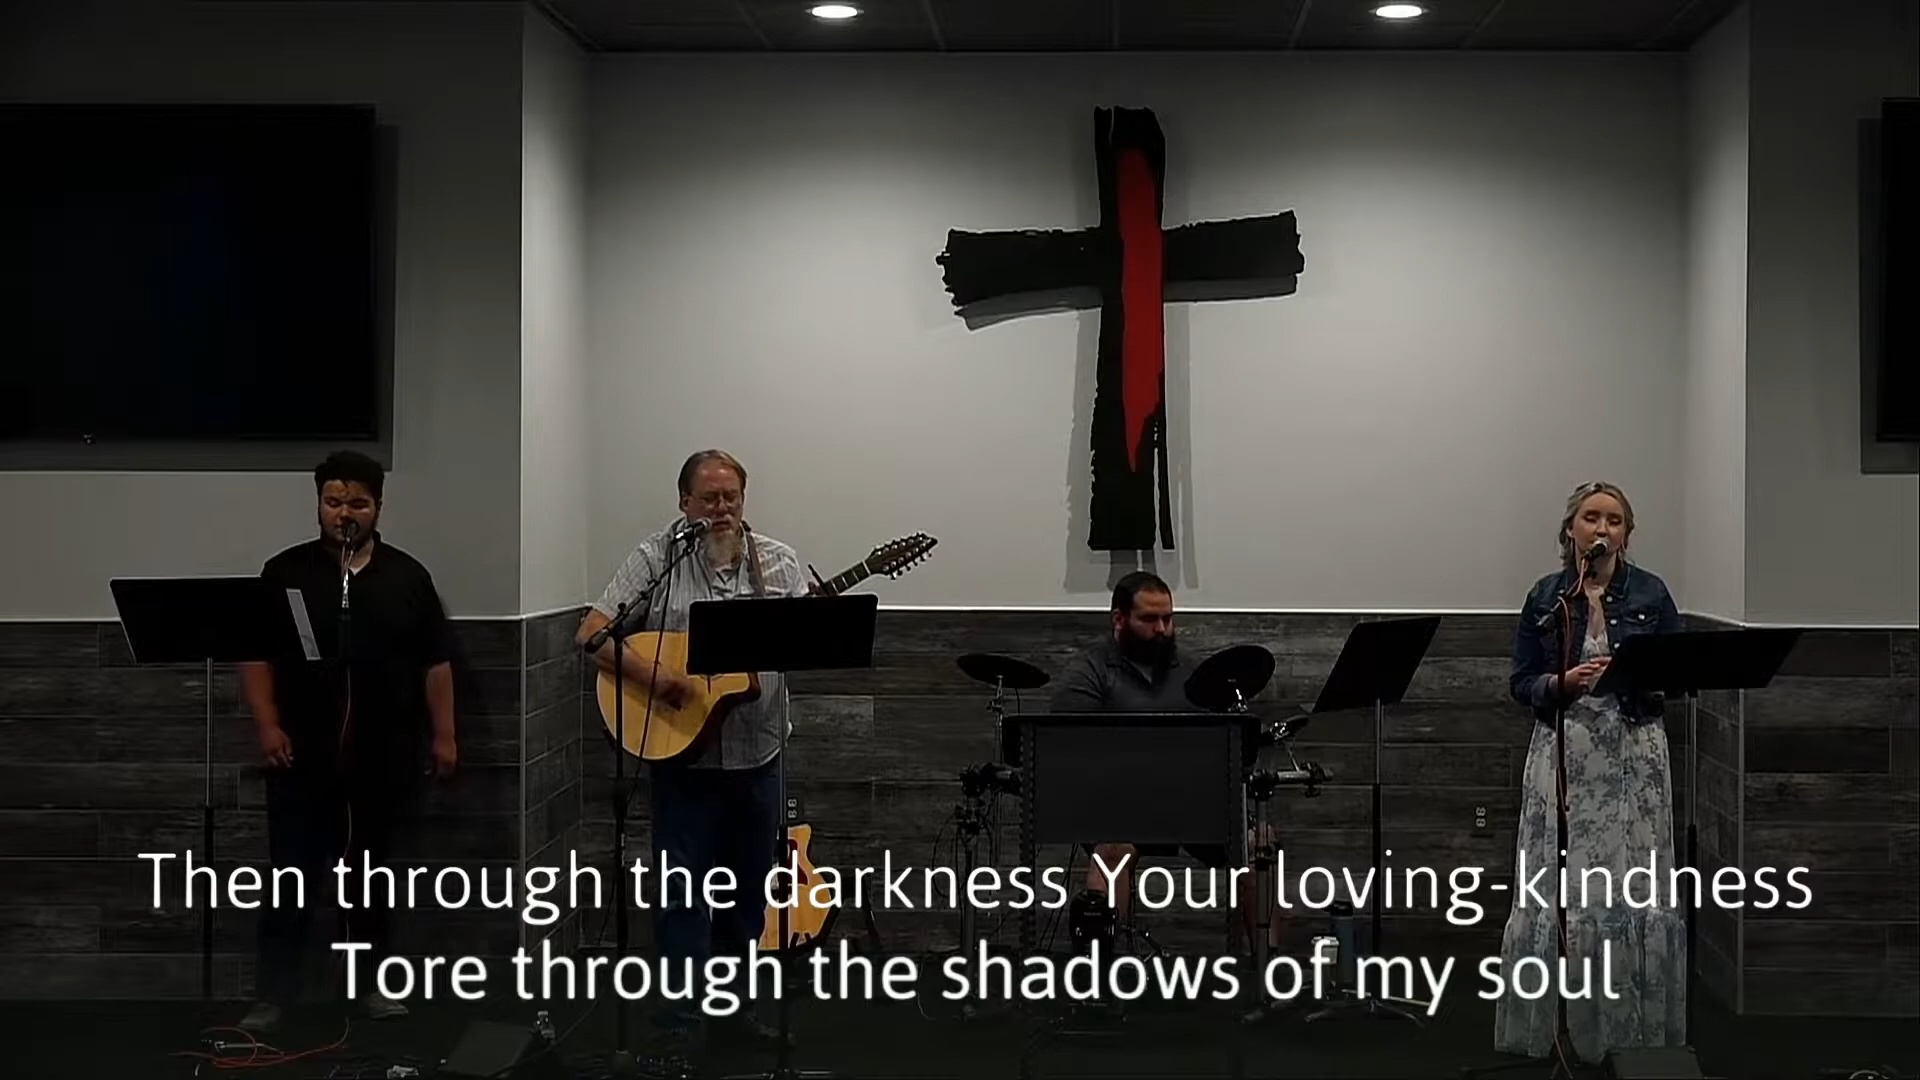 Then through the darkness Your loving-kindness
Tore through the shadows of my soul